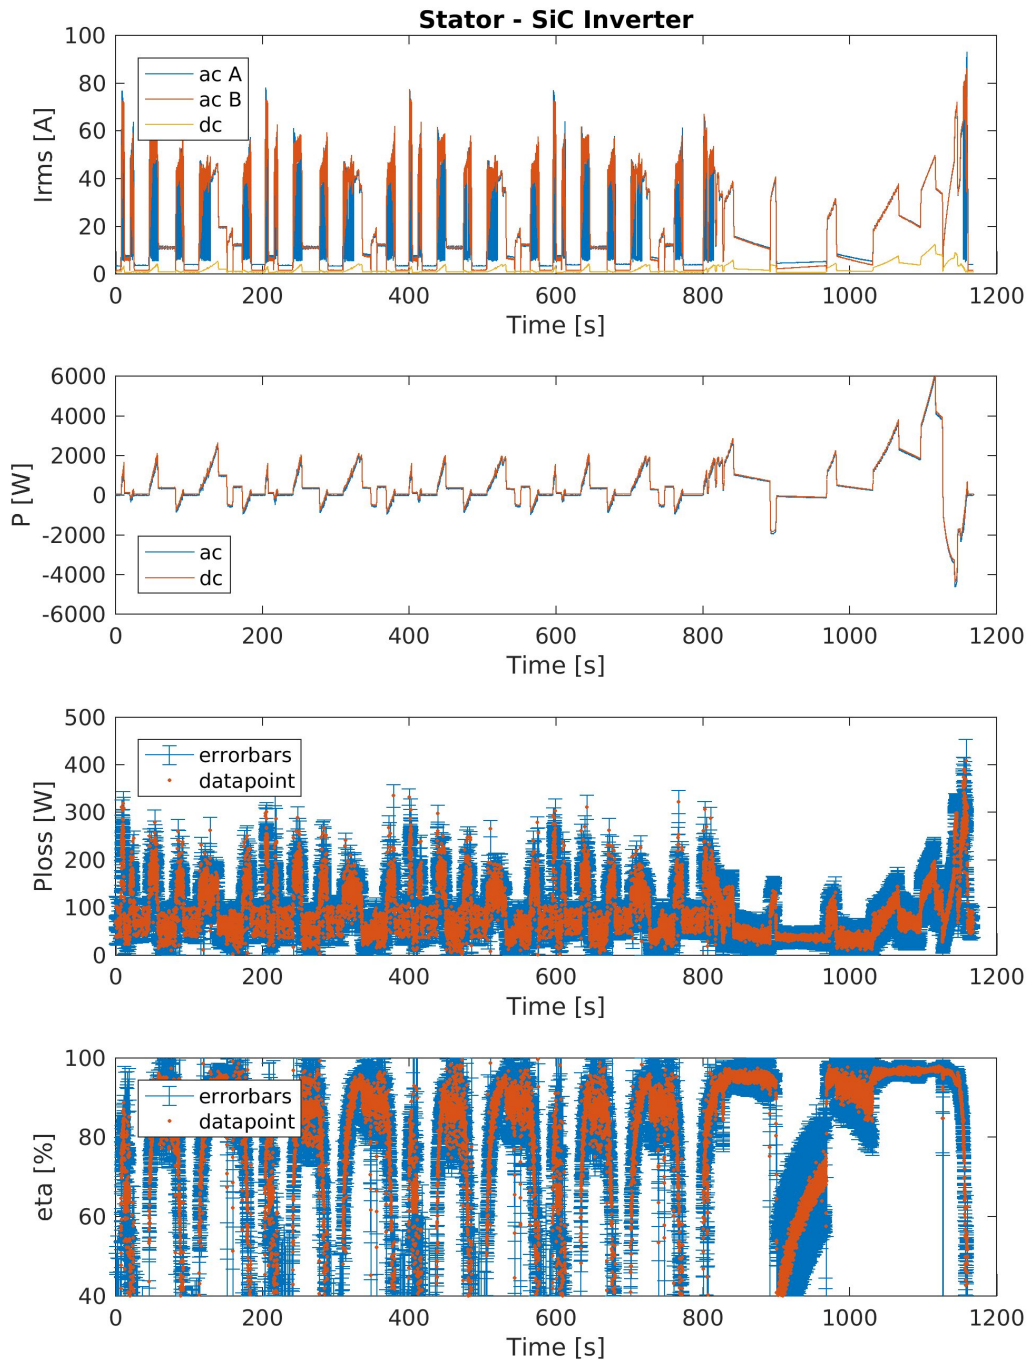 Stator - SiC Inverter
100
80
60
40
20
0
Irms [A]
ac A
ac B
dc
0 200 400 600 800 1000 1200
Time [s]
6000
4000
2000
0
-2000
-4000
-6000
P [W]
ac
dc
0 200 400 600 800 1000 1200
Time [s]
500
400
300
200
100
0
Ploss [W]
errorbars
datapoint
0 200 400 600 800 1000 1200
Time [s]
100
80
60
40
eta [%]
errorbars
datapoint
0 200 400 600 800 1000 1200
Time [s]